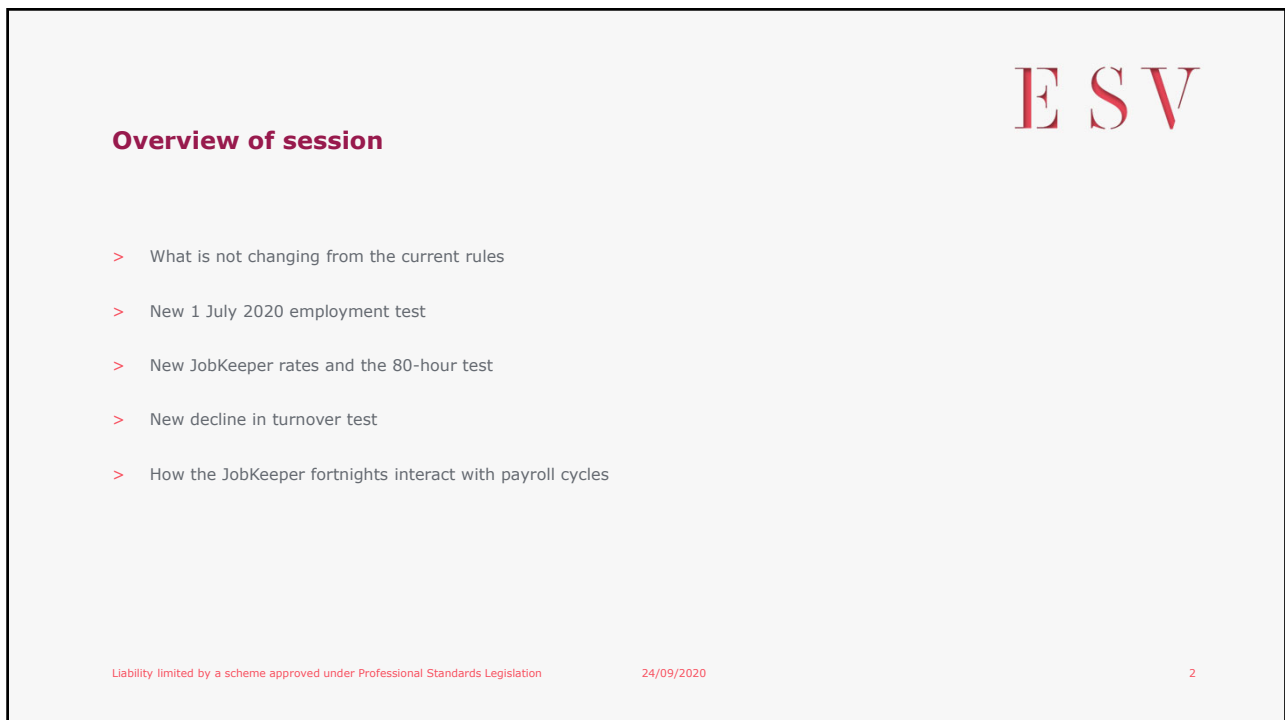 E S V
Overview of session
> What is not changing from the current rules
> New 1 July 2020 employment test
> New JobKeeper rates and the 80-hour test
> New decline in turnover test
> How the JobKeeper fortnights interact with payroll cycles
Liability limited by a scheme approved under Professional Standards Legislation 24/09/2020 2